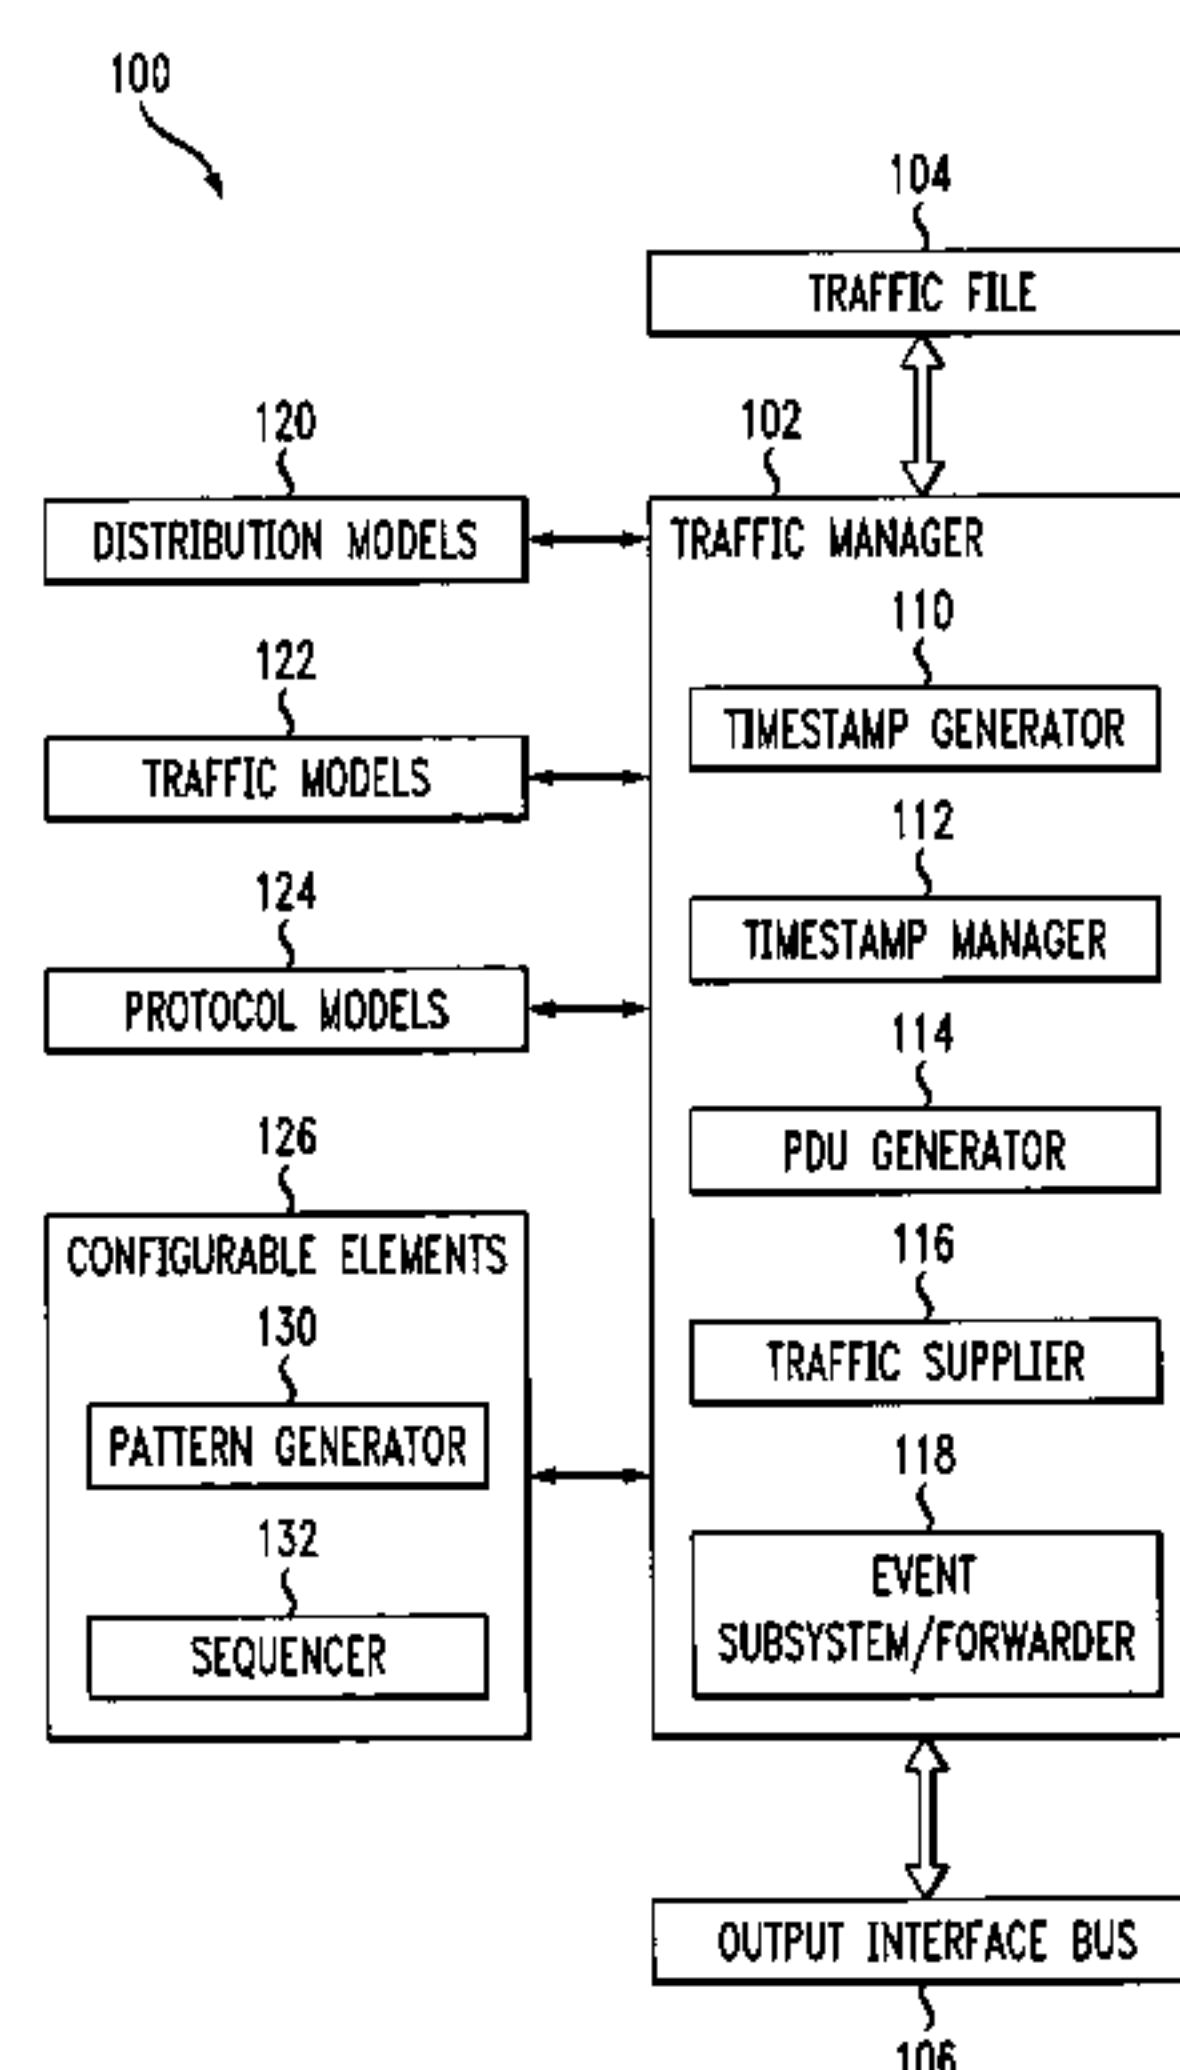 100
104
TRAFFIC FILE
120
102
DISTRIBUTION MODELS
TRAFFIC MANAGER
110
122
TIMESTAMP GENERATOR
TRAFFIC MODELS
112
124
TIMESTAMP MANAGER
PROTOCOL MODELS
114
126
PDU GENERATOR
CONFIGURABLE ELEMENTS
116
130
TRAFFIC SUPPLIER
PATTERN GENERATOR
118
132
EVENT
SUBSYSTEM/FORWARDER
SEQUENCER
OUTPUT INTERFACE BUS
106